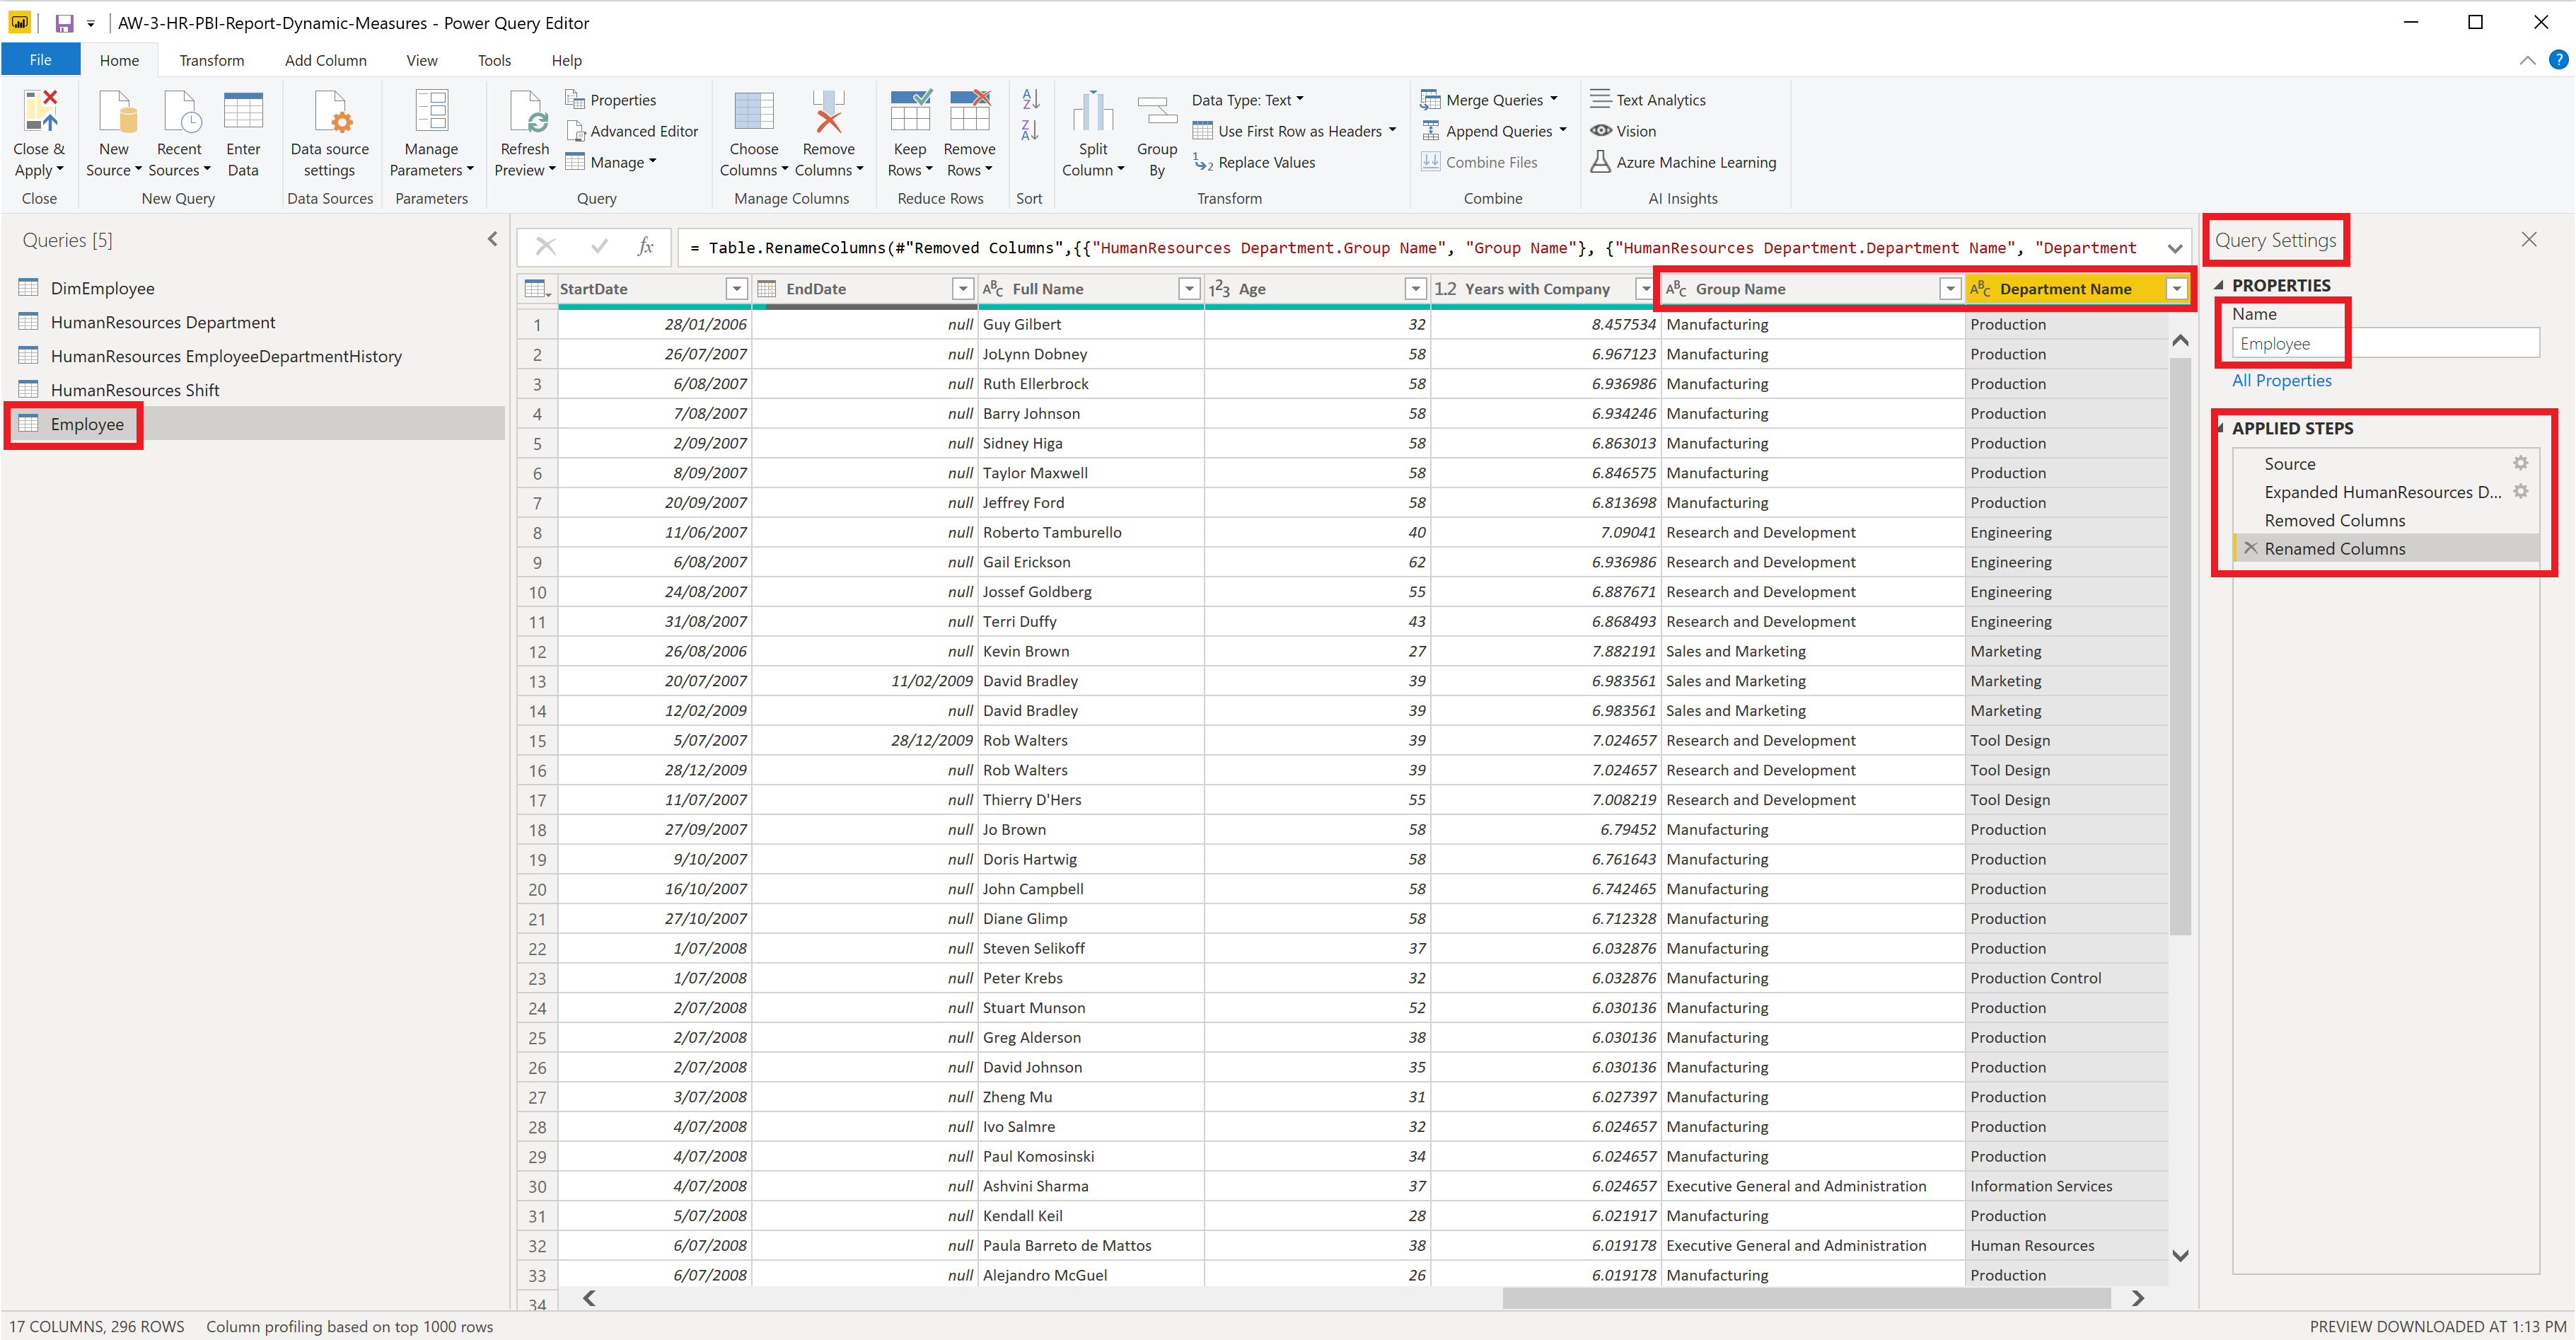 AW-3-HR-PBI-Report-Dynamic-Measures - Power Query Editor
File Home Transform Add Column View Tools Help
Close & Apply
Close
New Source
Recent Sources
Enter Data
New Query
Data source settings
Data Sources
Manage Parameters
Parameters
Refresh Preview
Properties
Advanced Editor
Manage
Query
Choose Columns
Remove Columns
Manage Columns
Keep Rows
Remove Rows
Reduce Rows
Sort
Split Column
Group By
Data Type: Text
Use First Row as Headers
Replace Values
Transform
Merge Queries
Append Queries
Combine Files
Combine
Text Analytics
Vision
Azure Machine Learning
AI Insights
Queries [5]
DimEmployee
HumanResources Department
HumanResources EmployeeDepartmentHistory
HumanResources Shift
Employee
fx
= Table.RenameColumns(#"Removed Columns",{{"HumanResources Department.Group Name", "Group Name"}, {"HumanResources Department.Department Name", "Department
StartDate EndDate ABC Full Name 123 Age 1.2 Years with Company ABC Group Name ABC Department Name
1 28/01/2006 null Guy Gilbert 32 8.457534 Manufacturing Production
2 26/07/2007 null JoLynn Dobney 58 6.967123 Manufacturing Production
3 6/08/2007 null Ruth Ellerbrock 58 6.936986 Manufacturing Production
4 7/08/2007 null Barry Johnson 58 6.934246 Manufacturing Production
5 2/09/2007 null Sidney Higa 58 6.863013 Manufacturing Production
6 8/09/2007 null Taylor Maxwell 58 6.846575 Manufacturing Production
7 20/09/2007 null Jeffrey Ford 58 6.813698 Manufacturing Production
8 11/06/2007 null Roberto Tamburello 40 7.09041 Research and Development Engineering
9 6/08/2007 null Gail Erickson 62 6.936986 Research and Development Engineering
10 24/08/2007 null Jossef Goldberg 55 6.887671 Research and Development Engineering
11 31/08/2007 null Terri Duffy 43 6.868493 Research and Development Engineering
12 26/08/2006 null Kevin Brown 27 7.882191 Sales and Marketing Marketing
13 20/07/2007 11/02/2009 David Bradley 39 6.983561 Sales and Marketing Marketing
14 12/02/2009 null David Bradley 39 6.983561 Sales and Marketing Marketing
15 5/07/2007 28/12/2009 Rob Walters 39 7.024657 Research and Development Tool Design
16 28/12/2009 null Rob Walters 39 7.024657 Research and Development Tool Design
17 11/07/2007 null Thierry D'Hers 55 7.008219 Research and Development Tool Design
18 27/09/2007 null Jo Brown 58 6.79452 Manufacturing Production
19 9/10/2007 null Doris Hartwig 58 6.761643 Manufacturing Production
20 16/10/2007 null John Campbell 58 6.742465 Manufacturing Production
21 27/10/2007 null Diane Glimp 58 6.712328 Manufacturing Production
22 1/07/2008 null Steven Selikoff 37 6.032876 Manufacturing Production
23 1/07/2008 null Peter Krebs 32 6.032876 Manufacturing Production Control
24 2/07/2008 null Stuart Munson 52 6.030136 Manufacturing Production
25 2/07/2008 null Greg Alderson 38 6.030136 Manufacturing Production
26 2/07/2008 null David Johnson 35 6.030136 Manufacturing Production
27 3/07/2008 null Zheng Mu 31 6.027397 Manufacturing Production
28 4/07/2008 null Ivo Salmre 32 6.024657 Manufacturing Production
29 4/07/2008 null Paul Komosinski 34 6.024657 Manufacturing Production
30 4/07/2008 null Ashvini Sharma 37 6.024657 Executive General and Administration Information Services
31 5/07/2008 null Kendall Keil 28 6.021917 Manufacturing Production
32 6/07/2008 null Paula Barreto de Mattos 38 6.019178 Executive General and Administration Human Resources
33 6/07/2008 null Alejandro McGuel 26 6.019178 Manufacturing Production
34
Query Settings
PROPERTIES
Name
Employee
All Properties
APPLIED STEPS
Source
Expanded HumanResources D...
Removed Columns
Renamed Columns
17 COLUMNS, 296 ROWS Column profiling based on top 1000 rows
PREVIEW DOWNLOADED AT 1:13 PM